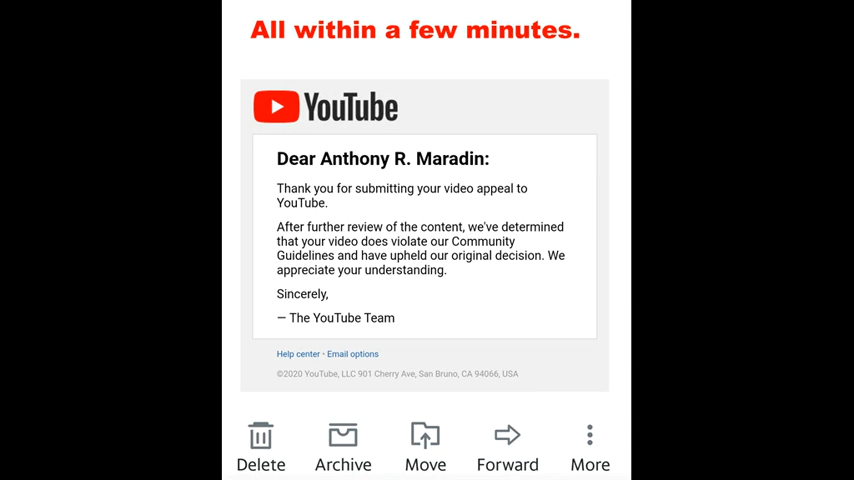 All within a few minutes.
YouTube
Dear Anthony R. Maradin:
Thank you for submitting your video appeal to
YouTube.
After further review of the content, we've determined
that your video does violate our Community
Guidelines and have upheld our original decision. We
appreciate your understanding.
Sincerely,
— The YouTube Team
Help center • Email options
©2020 YouTube, LLC 901 Cherry Ave, San Bruno, CA 94066, USA
Delete Archive Move Forward More